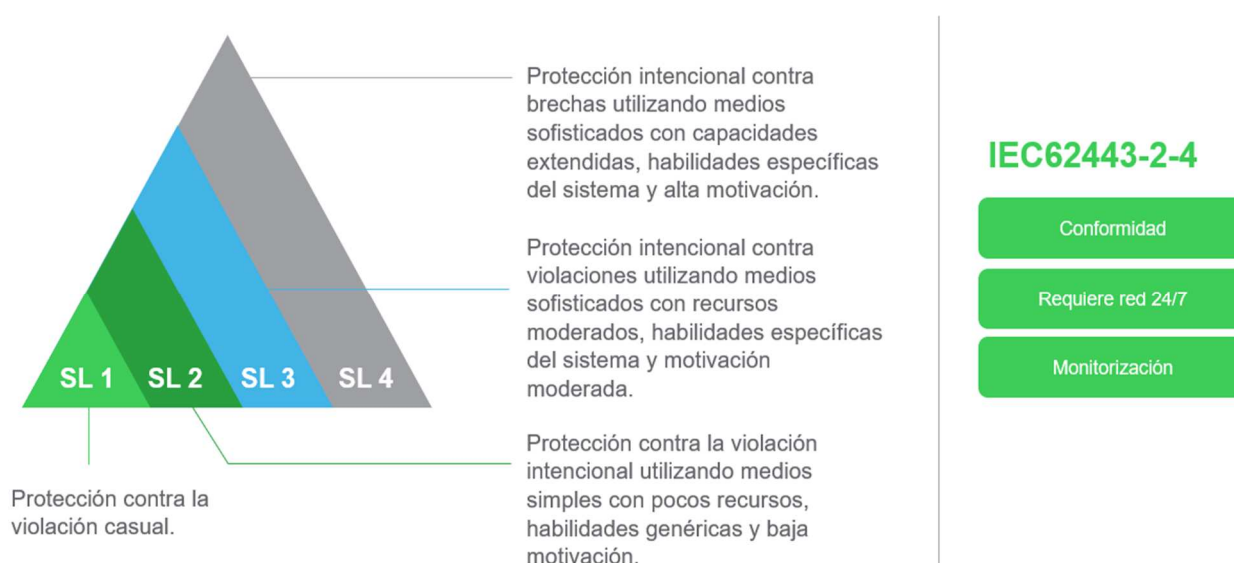 Protección intencional contra
brechas utilizando medios
sofisticados con capacidades
extendidas, habilidades específicas
del sistema y alta motivación.
Protección intencional contra
violaciones utilizando medios
sofisticados con recursos
moderados, habilidades específicas
del sistema y motivación
moderada.
Protección contra la violación
intencional utilizando medios
simples con pocos recursos,
habilidades genéricas y baja
motivación.
SL 1 SL 2 SL 3 SL 4
Protección contra la
violación casual.
IEC62443-2-4
Conformidad
Requiere red 24/7
Monitorización